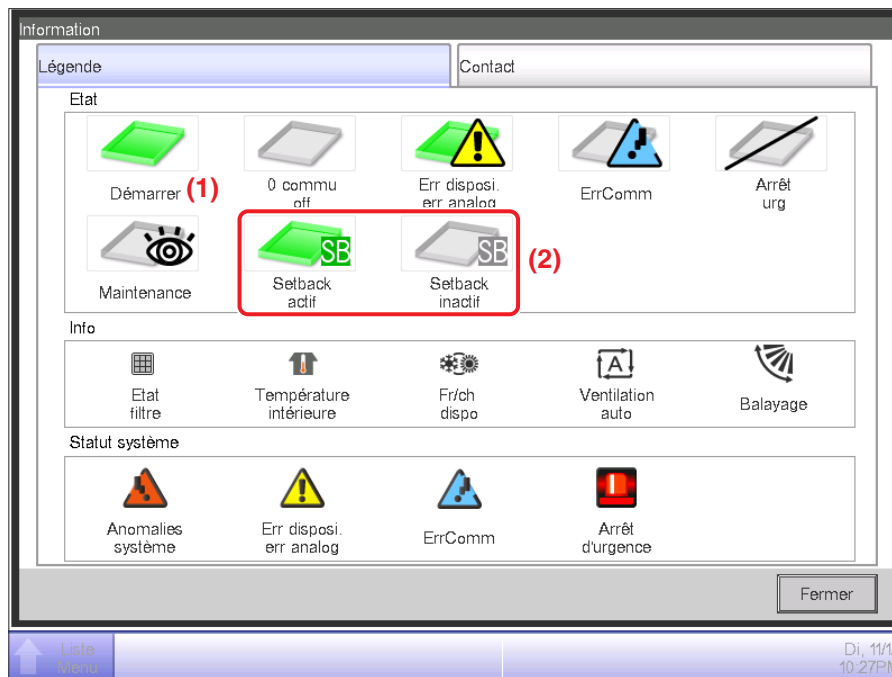 Information
Légende
Contact
Etat
Démarrer (1)
0 commu
off
Err disposi.
err analog
ErrComm
Arrêt
urg
Maintenance
SB
Setback
actif
SB
Setback
inactif
(2)
Info
Etat
filtre
Température
intérieure
Fr/ch
dispo
A
Ventilation
auto
Balayage
Statut système
Anomalies
système
Err disposi.
err analog
ErrComm
Arrêt
d'urgence
Fermer
Liste
Menu
Di, 11/1
10:27PM